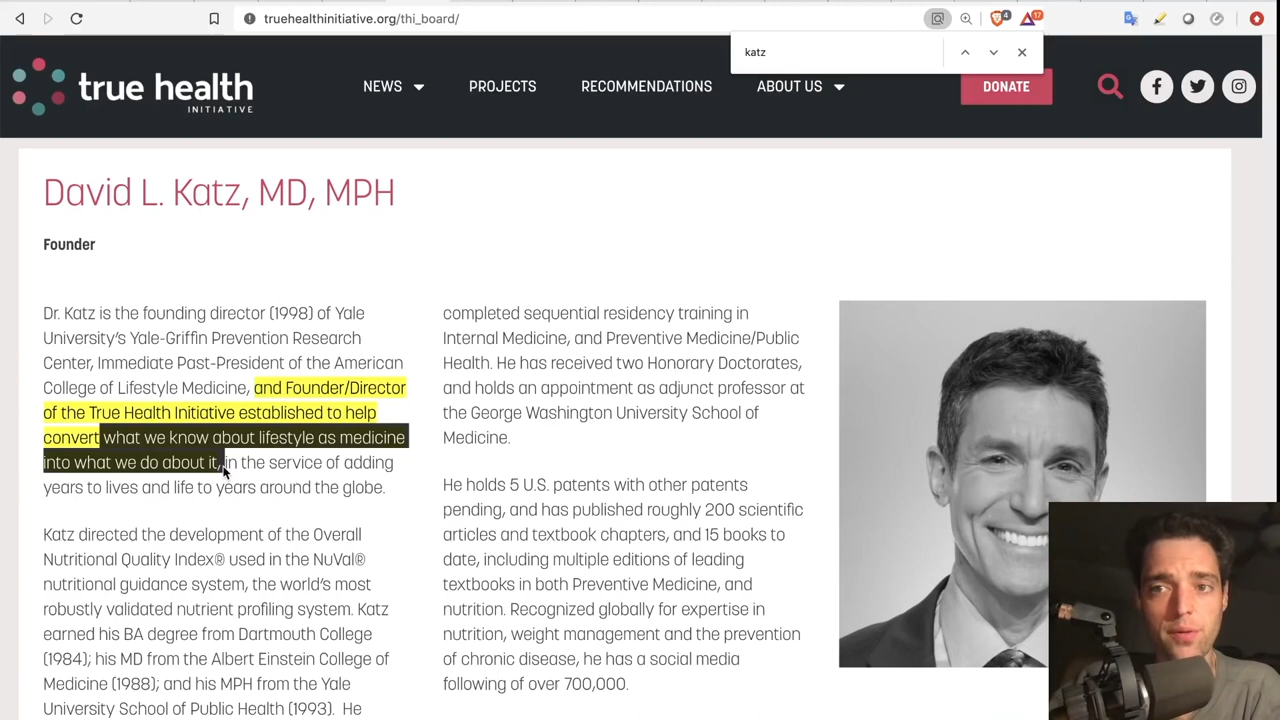 truehealthinitiative.org/thi_board/
4
17
katz
true health
INITIATIVE
NEWS
PROJECTS
RECOMMENDATIONS
ABOUT US
DONATE
David L. Katz, MD, MPH
Founder
Dr. Katz is the founding director (1998) of Yale
University's Yale-Griffin Prevention Research
Center, Immediate Past-President of the American
College of Lifestyle Medicine, and Founder/Director
of the True Health Initiative established to help
convert what we know about lifestyle as medicine
into what we do about it, in the service of adding
years to lives and life to years around the globe.
Katz directed the development of the Overall
Nutritional Quality Index® used in the NuVal®
nutritional guidance system, the world's most
robustly validated nutrient profiling system. Katz
earned his BA degree from Dartmouth College
(1984); his MD from the Albert Einstein College of
Medicine (1988); and his MPH from the Yale
University School of Public Health (1993). He
completed sequential residency training in
Internal Medicine, and Preventive Medicine/Public
Health. He has received two Honorary Doctorates,
and holds an appointment as adjunct professor at
the George Washington University School of
Medicine.
He holds 5 U.S. patents with other patents
pending, and has published roughly 200 scientific
articles and textbook chapters, and 15 books to
date, including multiple editions of leading
textbooks in both Preventive Medicine, and
nutrition. Recognized globally for expertise in
nutrition, weight management and the prevention
of chronic disease, he has a social media
following of over 700,000.